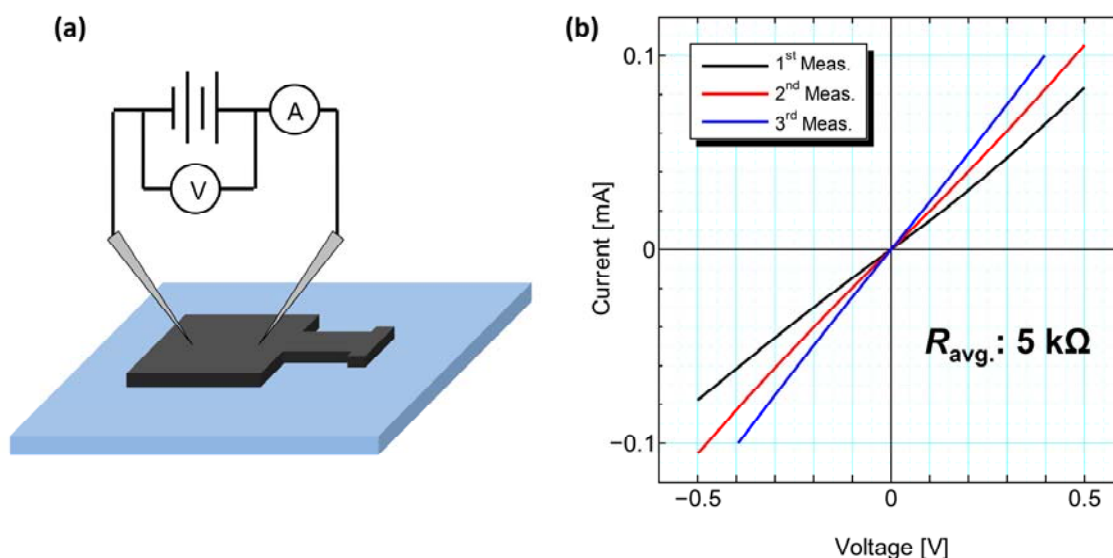 (a)
A
V
(b)
1st Meas.
2nd Meas.
3rd Meas.
0.1
0
−0.1
Current [mA]
Ravg.: 5 kΩ
−0.5
0
0.5
Voltage [V]